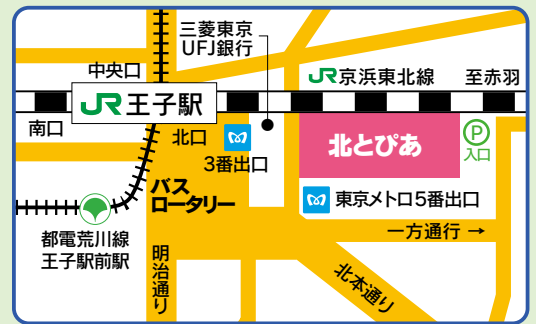 三菱東京
UFJ銀行
中央口
JR京浜東北線
至赤羽
JR王子駅
南口
北口
3番出口
北とぴあ
P
入口
バス
ロータリー
東京メトロ5番出口
都電荒川線
王子駅前駅
明治通り
一方通行 →
北本通り